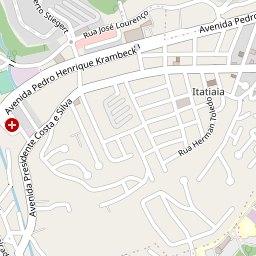 Rua José Lourenço
Avenida Pedro
Avenida Pedro Henrique Krambeck
Itatiaia
Rua Herman Toledo
Avenida Presidente Costa e Silva